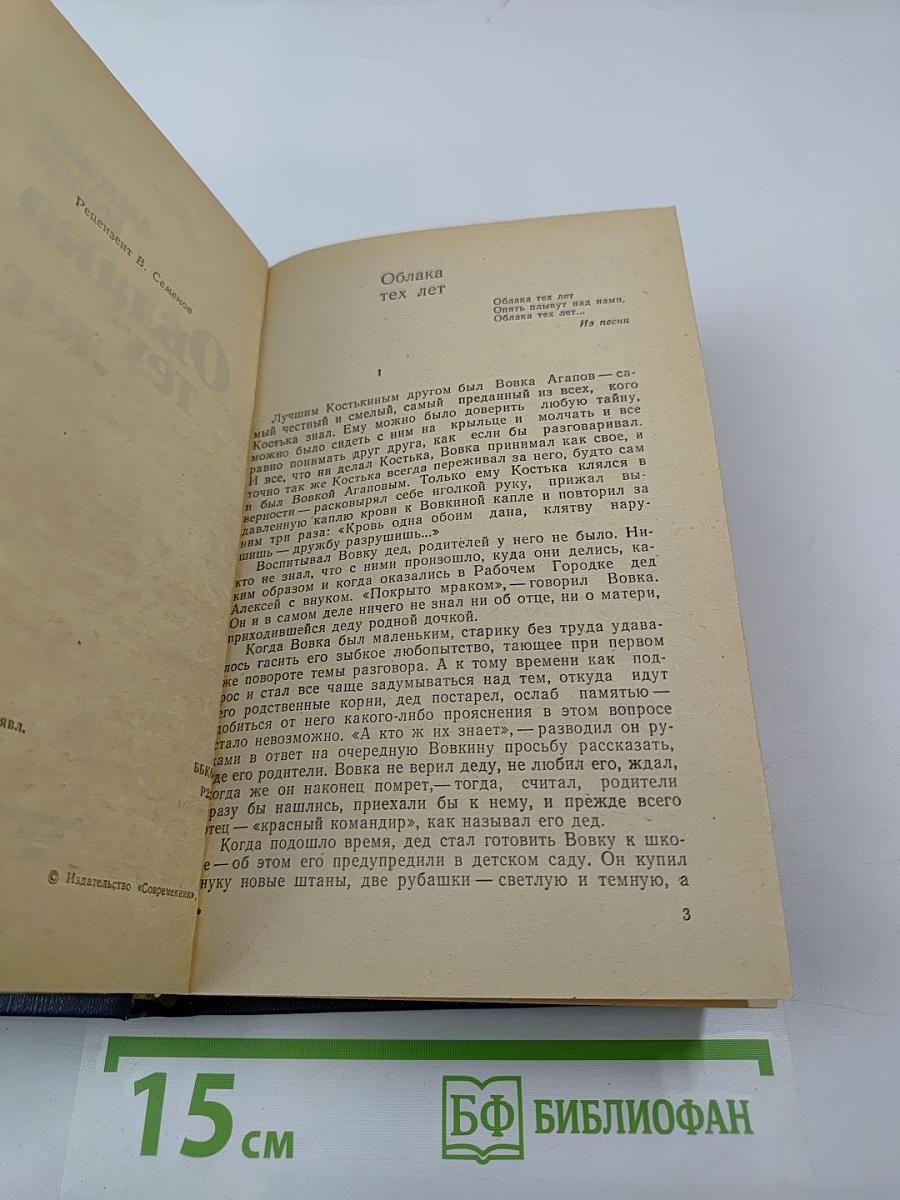 Рецензент В. Семенов
явл.
ББК
Р2
© Издательство «Современник»,
Облака
тех лет
Облака тех лет
Опять плывут над нами,
Облака тех лет...
Из песни
I
Лучшим Костькиным другом был Вовка Агапов — са-
мый честный и смелый, самый преданный из всех, кого
Костька знал. Ему можно было доверить любую тайну,
можно было сидеть с ним на крыльце и молчать и все
равно понимать друг друга, как если бы разговаривал.
И все, что ни делал Костька, Вовка принимал как свое, и
точно так же Костька всегда переживал за него, будто сам
и был Вовкой Агаповым. Только ему Костька клялся в
верности — расковырял себе иголкой руку, прижал вы-
давленную каплю крови к Вовкиной капле и повторил за
ним три раза: «Кровь одна обоим дана, клятву нару-
шишь — дружбу разрушишь...»
Воспитывал Вовку дед, родителей у него не было. Ни-
кто не знал, что с ними произошло, куда они делись, ка-
ким образом и когда оказались в Рабочем Городке дед
Алексей с внуком. «Покрыто мраком», — говорил Вовка.
Он и в самом деле ничего не знал ни об отце, ни о матери,
приходившейся деду родной дочкой.
Когда Вовка был маленьким, старику без труда удава-
лось гасить его зыбкое любопытство, тающее при первом
же повороте темы разговора. А к тому времени как под-
рос и стал все чаще задумываться над тем, откуда идут
его родственные корни, дед постарел, ослаб памятью —
добиться от него какого-либо прояснения в этом вопросе
стало невозможно. «А кто ж их знает», — разводил он ру-
ками в ответ на очередную Вовкину просьбу рассказать,
де его родители. Вовка не верил деду, не любил его, ждал,
огда же он наконец помрет,— тогда, считал, родители
разу бы нашлись, приехали бы к нему, и прежде всего
отец — «красный командир», как называл его дед.
Когда подошло время, дед стал готовить Вовку к шко-
е — об этом его предупредили в детском саду. Он купил
нуку новые штаны, две рубашки — светлую и темную, а
3
15 см
БФ БИБЛИОФАН